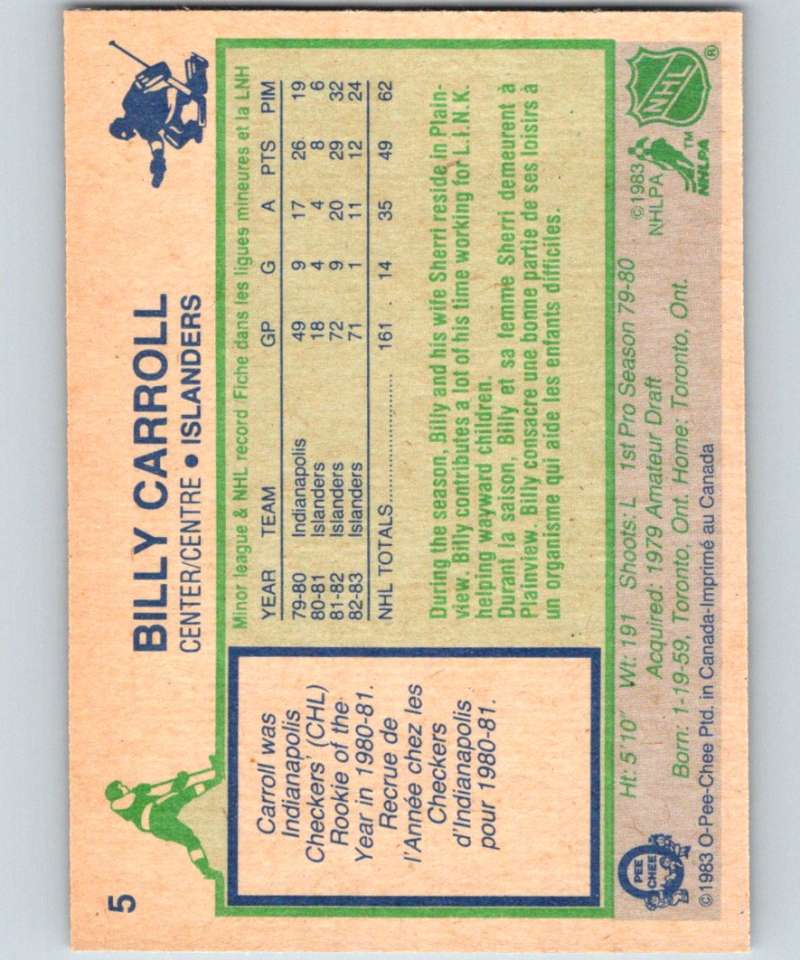 5
BILLY CARROLL
CENTER/CENTRE • ISLANDERS
Carroll was
Indianapolis
Checkers' (CHL)
Rookie of the
Year in 1980-81.
Recrue de
l'Année chez les
Checkers
d'Indianapolis
pour 1980-81.
Minor league & NHL record Fiche dans les ligues mineures et la LNH
YEAR TEAM GP G A PTS PIM
79-80 Indianapolis 49 9 17 26 19
80-81 Islanders 18 4 4 8 6
81-82 Islanders 72 9 20 29 32
82-83 Islanders 71 1 11 12 24
NHL TOTALS 161 14 35 49 62
During the season, Billy and his wife Sherri reside in Plain-
view. Billy contributes a lot of his time working for L.I.N.K.
helping wayward children.
Durant la saison, Billy et sa femme Sherri demeurent à
Plainview. Billy consacre une bonne partie de ses loisirs à
un organisme qui aide les enfants difficiles.
Ht: 5'10" Wt: 191 Shoots: L 1st Pro Season 79-80
Acquired: 1979 Amateur Draft
Born: 1-19-59, Toronto, Ont. Home: Toronto, Ont.
©1983 O-Pee-Chee Ptd. in Canada-Imprimé au Canada
O PEE CHEE
©1983
NHLPA
NHL ®
TM
NHLPA